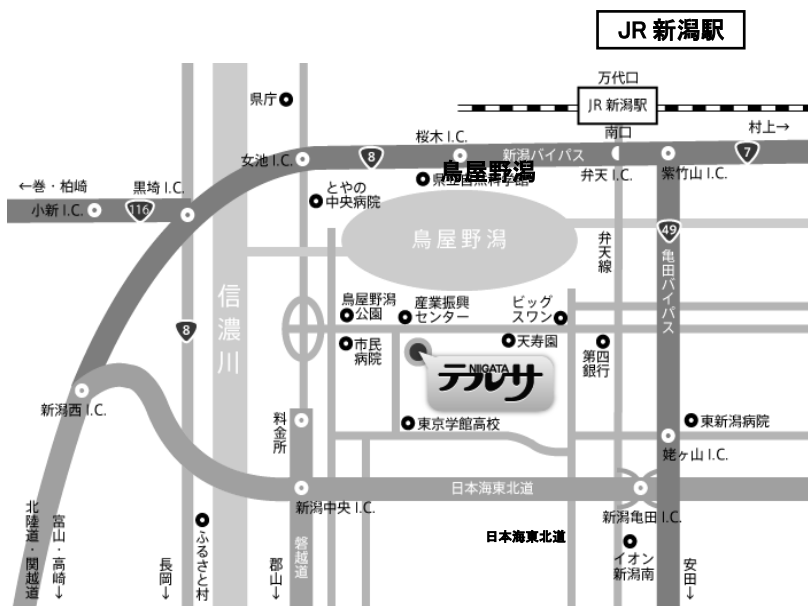 JR 新潟駅
万代口
JR 新潟駅
南口
村上→
県庁
桜木 I.C.
女池 I.C.
8
新潟バイパス
7
弁天 I.C.
紫竹山 I.C.
鳥屋野潟
県立自然科学館
←巻・柏崎
黒埼 I.C.
小新 I.C.
116
とやの
中央病院
鳥屋野潟
弁天線
49
亀田バイパス
信濃川
8
鳥屋野潟
公園
産業振興
センター
ビッグ
スワン
市民
病院
天寿園
第四
銀行
NIIGATA
テルサ
新潟西 I.C.
料金所
東京学館高校
東新潟病院
姥ヶ山 I.C.
日本海東北道
新潟中央 I.C.
新潟亀田 I.C.
日本海東北道
北陸道・関越道
富山・高崎→
長岡→
ふるさと村
郡山→
磐越道
イオン
新潟南
安田→